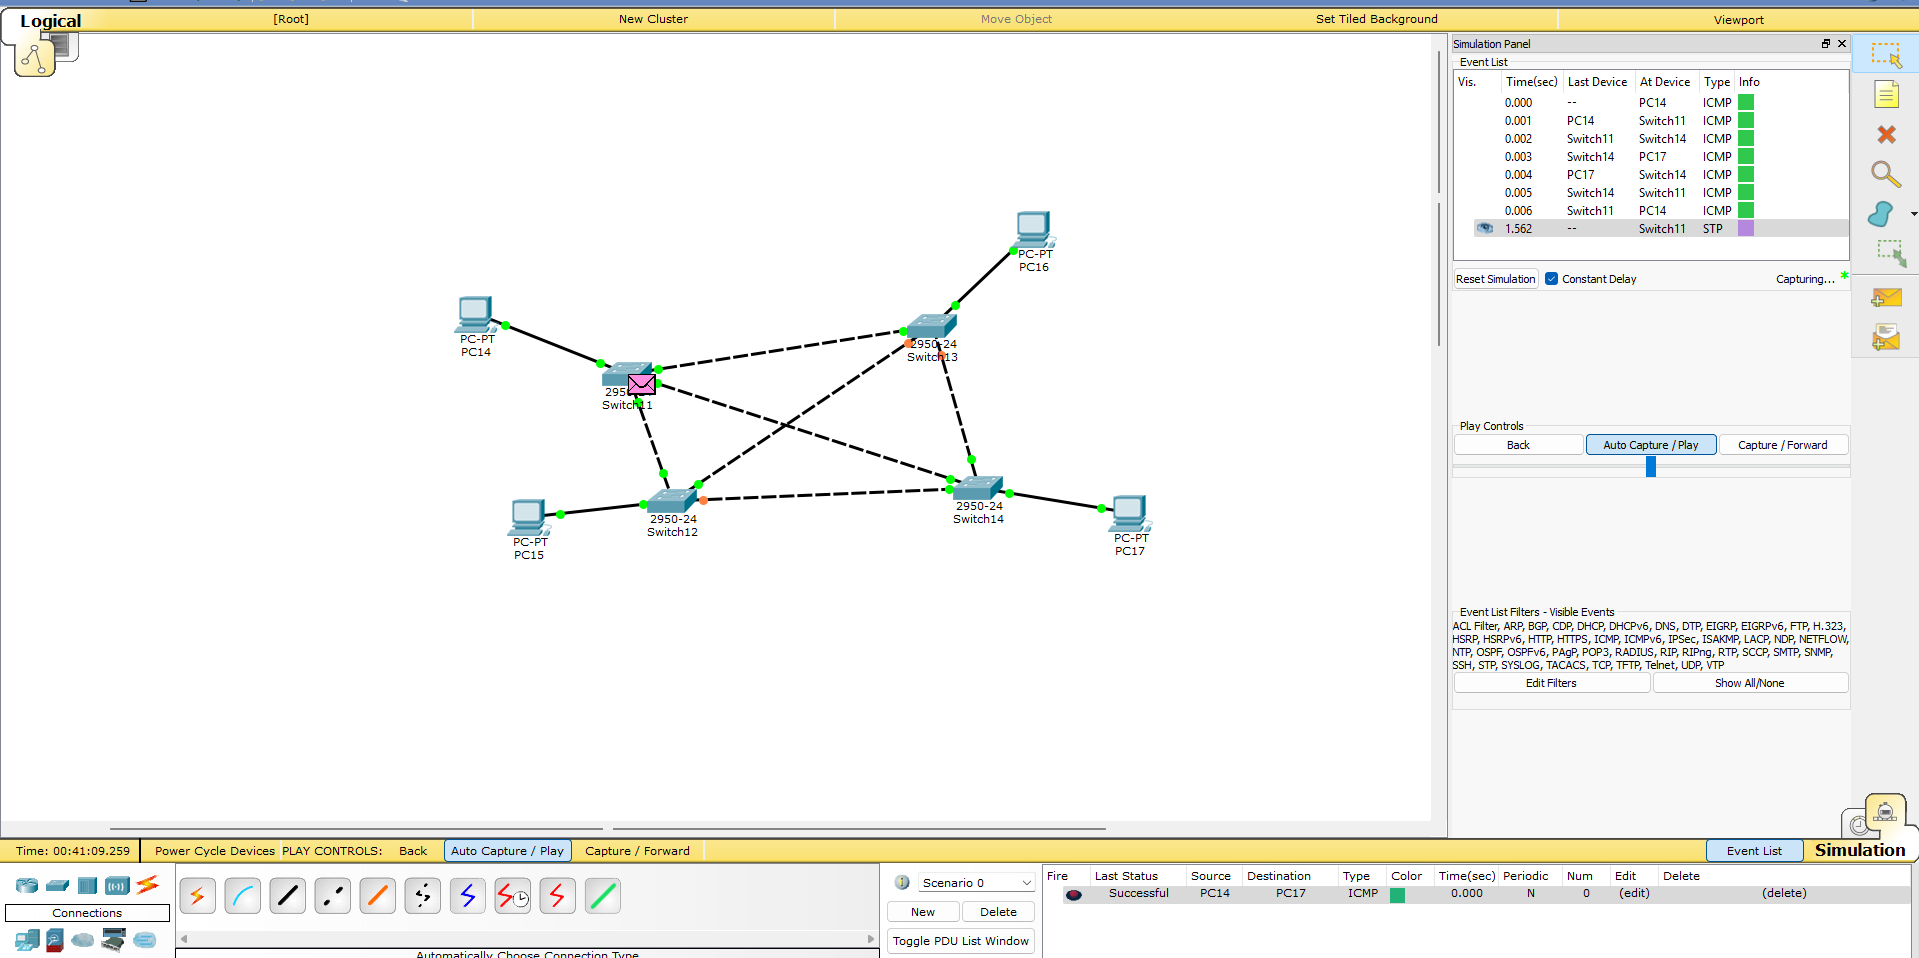 Logical
[Root]
New Cluster
Move Object
Set Tiled Background
Viewport
Simulation Panel
Event List
Vis. Time(sec) Last Device At Device Type Info
0.000 -- PC14 ICMP
0.001 PC14 Switch11 ICMP
0.002 Switch11 Switch14 ICMP
0.003 Switch14 PC17 ICMP
0.004 PC17 Switch14 ICMP
0.005 Switch14 Switch11 ICMP
0.006 Switch11 PC14 ICMP
1.562 -- Switch11 STP
Reset Simulation Constant Delay Capturing... *
Play Controls
Back Auto Capture / Play Capture / Forward
Event List Filters - Visible Events
ACL Filter, ARP, BGP, CDP, DHCP, DHCPv6, DNS, DTP, EIGRP, EIGRPv6, FTP, H.323,
HSRP, HSRPv6, HTTP, HTTPS, ICMP, ICMPv6, IPSec, ISAKMP, LACP, NDP, NETFLOW,
NTP, OSPF, OSPFv6, PAgP, POP3, RADIUS, RIP, RIPng, RTP, SCCP, SMTP, SNMP,
SSH, STP, SYSLOG, TACACS, TCP, TFTP, Telnet, UDP, VTP
Edit Filters Show All/None
PC-PT
PC16
PC-PT
PC14
2950-24
Switch13
Switch11
2950-24
Switch12
2950-24
Switch14
PC-PT
PC15
PC-PT
PC17
Time: 00:41:09.259 Power Cycle Devices PLAY CONTROLS: Back Auto Capture / Play Capture / Forward Event List Simulation
Connections
Automatically Choose Connection Type
Scenario 0
New Delete
Toggle PDU List Window
Fire Last Status Source Destination Type Color Time(sec) Periodic Num Edit Delete
Successful PC14 PC17 ICMP 0.000 N 0 (edit) (delete)